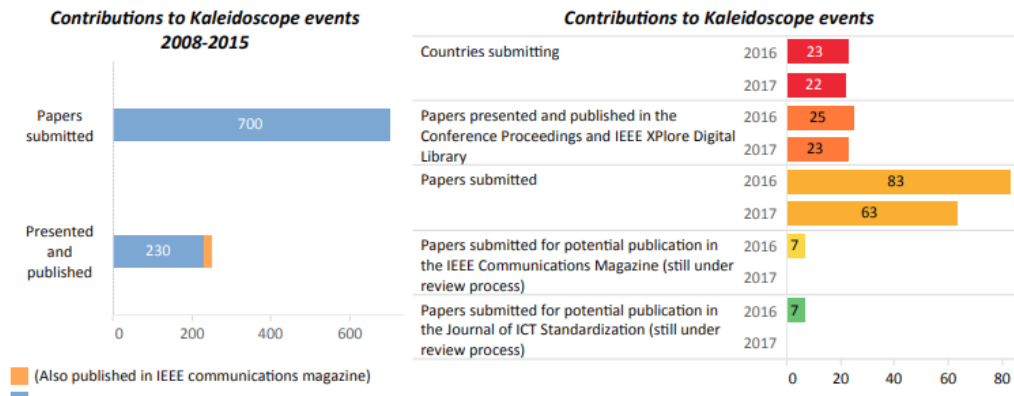 Contributions to Kaleidoscope events
2008-2015
Papers
submitted
700
Presented
and
published
230
0 200 400 600
(Also published in IEEE communications magazine)
Contributions to Kaleidoscope events
Countries submitting 2016 23
2017 22
Papers presented and published in the 2016 25
Conference Proceedings and IEEE XPlore Digital
Library 2017 23
Papers submitted 2016 83
2017 63
Papers submitted for potential publication in 2016 7
the IEEE Communications Magazine (still under
review process) 2017
Papers submitted for potential publication in 2016 7
the Journal of ICT Standardization (still under
review process) 2017
0 20 40 60 80